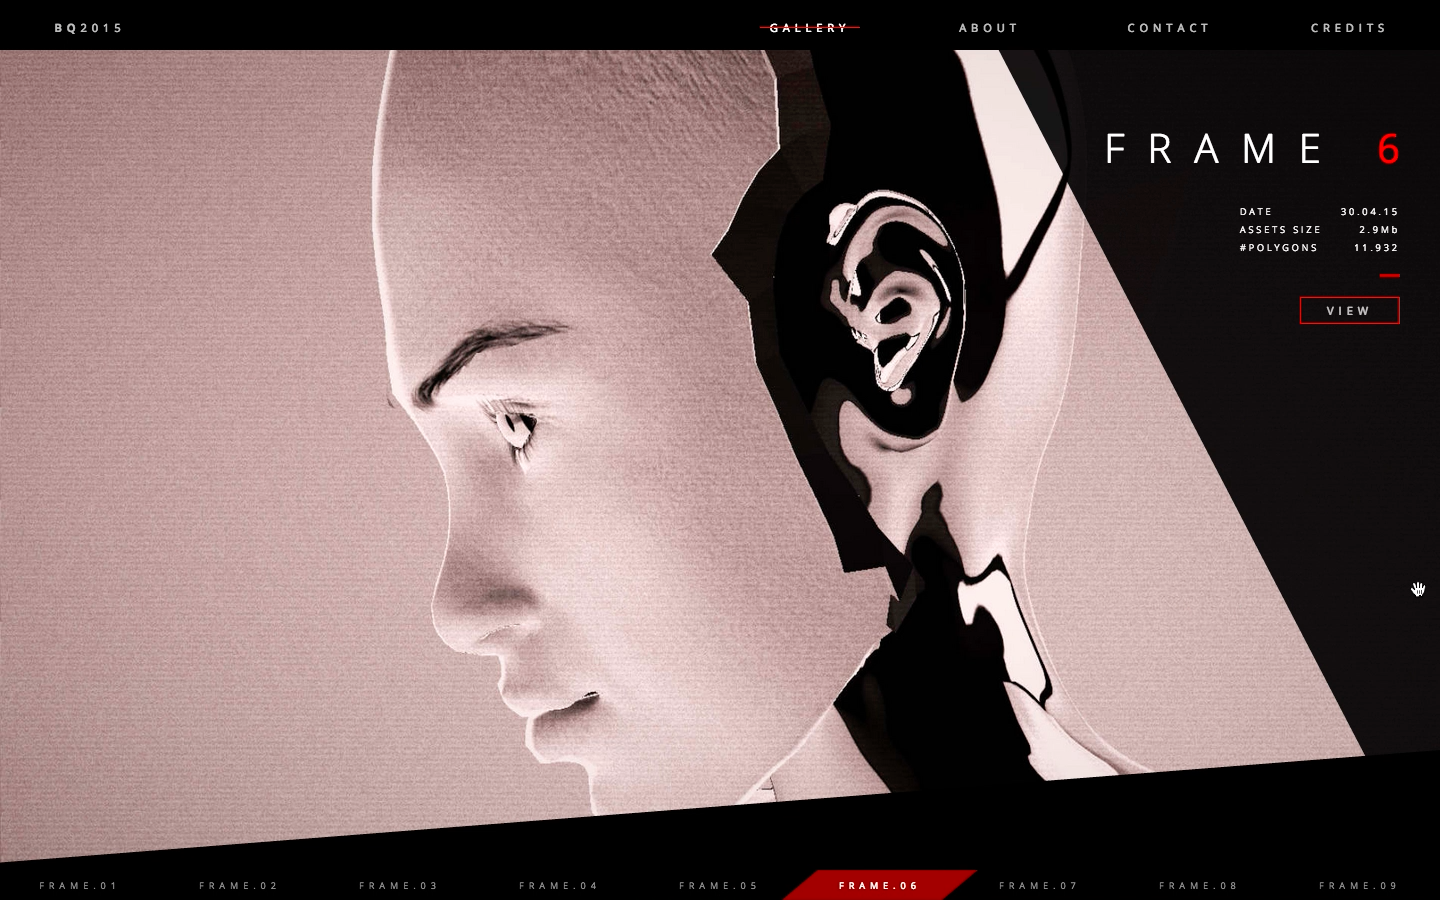 BQ2015 GALLERY ABOUT CONTACT CREDITS
FRAME 6
DATE 30.04.15
ASSETS SIZE 2.9Mb
#POLYGONS 11.932
VIEW
FRAME.01 FRAME.02 FRAME.03 FRAME.04 FRAME.05 FRAME.06 FRAME.07 FRAME.08 FRAME.09